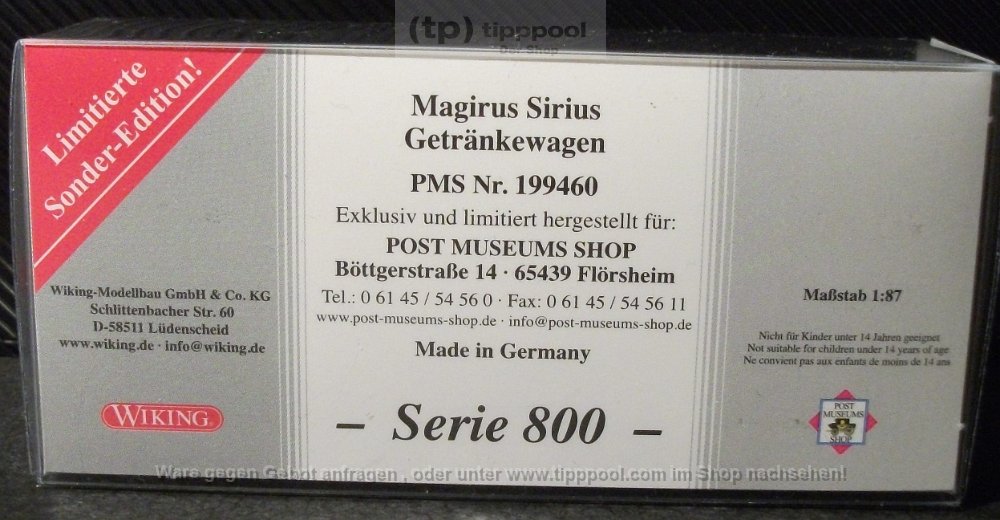 (tp) tipppool
Der Shop
Limitierte
Sonder-Edition!
Magirus Sirius
Getränkewagen
PMS Nr. 199460
Exklusiv und limitiert hergestellt für:
POST MUSEUMS SHOP
Böttgerstraße 14 · 65439 Flörsheim
Tel.: 0 61 45 / 54 56 0 · Fax: 0 61 45 / 54 56 11
www.post-museums-shop.de · info@post-museums-shop.de
Made in Germany
– Serie 800 –
Wiking-Modellbau GmbH & Co. KG
Schlittenbacher Str. 60
D-58511 Lüdenscheid
www.wiking.de · info@wiking.de
WIKING
Maßstab 1:87
Nicht für Kinder unter 14 Jahren geeignet
Not suitable for children under 14 years of age
Ne convient pas aux enfants de moins de 14 ans
POST
MUSEUMS
SHOP
Ware gegen Gebot anfragen , oder unter www.tipppool.com im Shop nachsehen!